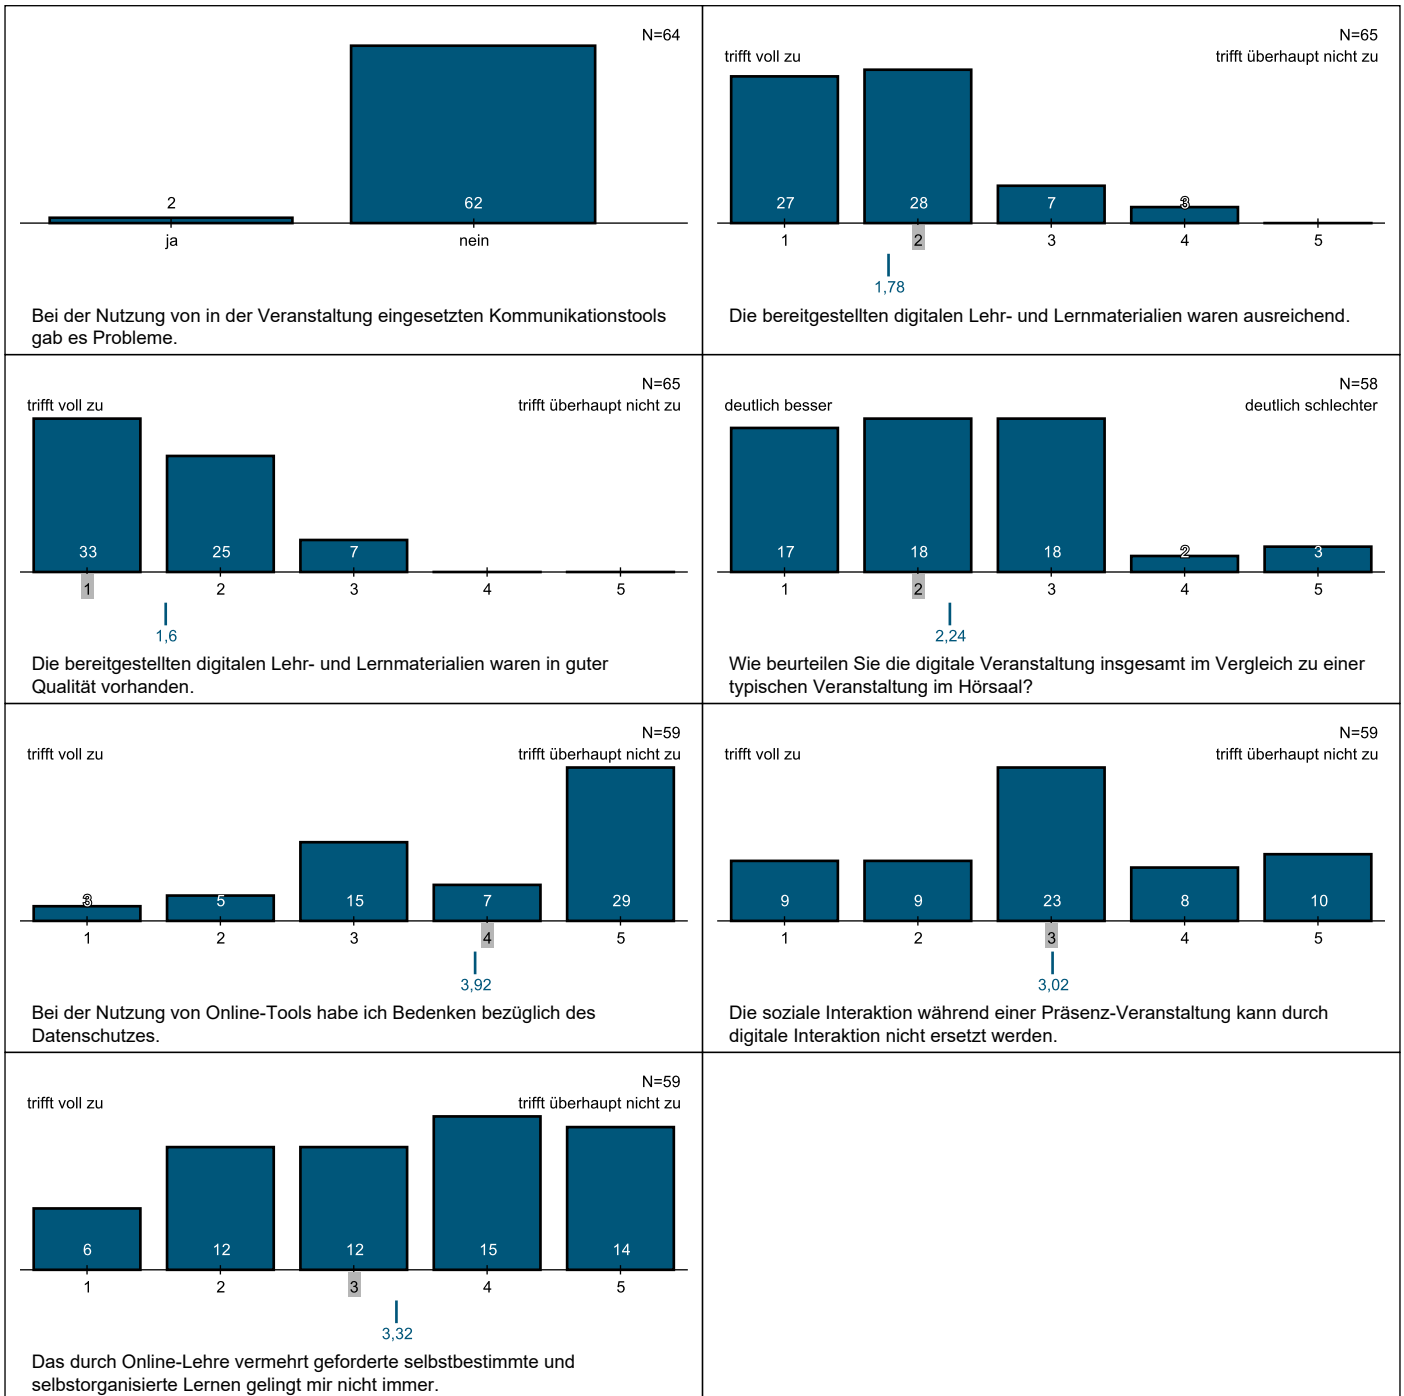 N=64
2
62
ja
nein
Bei der Nutzung von in der Veranstaltung eingesetzten Kommunikationstools
gab es Probleme.
N=65
trifft voll zu
trifft überhaupt nicht zu
27
28
7
3
1
2
3
4
5
1,78
Die bereitgestellten digitalen Lehr- und Lernmaterialien waren ausreichend.
N=65
trifft voll zu
trifft überhaupt nicht zu
33
25
7
1
2
3
4
5
1,6
Die bereitgestellten digitalen Lehr- und Lernmaterialien waren in guter
Qualität vorhanden.
N=58
deutlich besser
deutlich schlechter
17
18
18
2
3
1
2
3
4
5
2,24
Wie beurteilen Sie die digitale Veranstaltung insgesamt im Vergleich zu einer
typischen Veranstaltung im Hörsaal?
N=59
trifft voll zu
trifft überhaupt nicht zu
3
5
15
7
29
1
2
3
4
5
3,92
Bei der Nutzung von Online-Tools habe ich Bedenken bezüglich des
Datenschutzes.
N=59
trifft voll zu
trifft überhaupt nicht zu
9
9
23
8
10
1
2
3
4
5
3,02
Die soziale Interaktion während einer Präsenz-Veranstaltung kann durch
digitale Interaktion nicht ersetzt werden.
N=59
trifft voll zu
trifft überhaupt nicht zu
6
12
12
15
14
1
2
3
4
5
3,32
Das durch Online-Lehre vermehrt geforderte selbstbestimmte und
selbstorganisierte Lernen gelingt mir nicht immer.